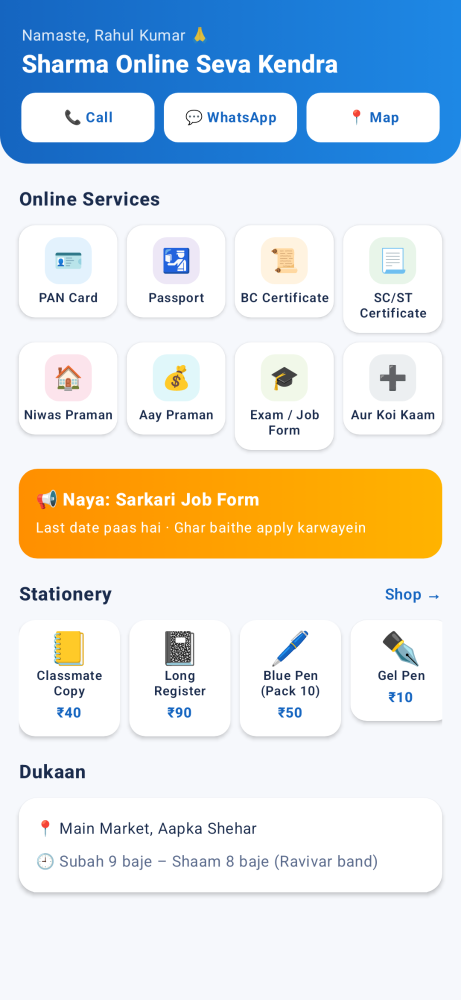 Namaste, Rahul Kumar 🙏
Sharma Online Seva Kendra
📞 Call
💬 WhatsApp
📍 Map
Online Services
PAN Card
Passport
BC Certificate
SC/ST
Certificate
Niwas Praman
Aay Praman
Exam / Job
Form
Aur Koi Kaam
📢 Naya: Sarkari Job Form
Last date paas hai · Ghar baithe apply karwayein
Stationery
Shop →
Classmate
Copy
₹40
Long
Register
₹90
Blue Pen
(Pack 10)
₹50
Gel Pen
₹10
Dukaan
📍 Main Market, Aapka Shehar
🕘 Subah 9 baje – Shaam 8 baje (Ravivar band)